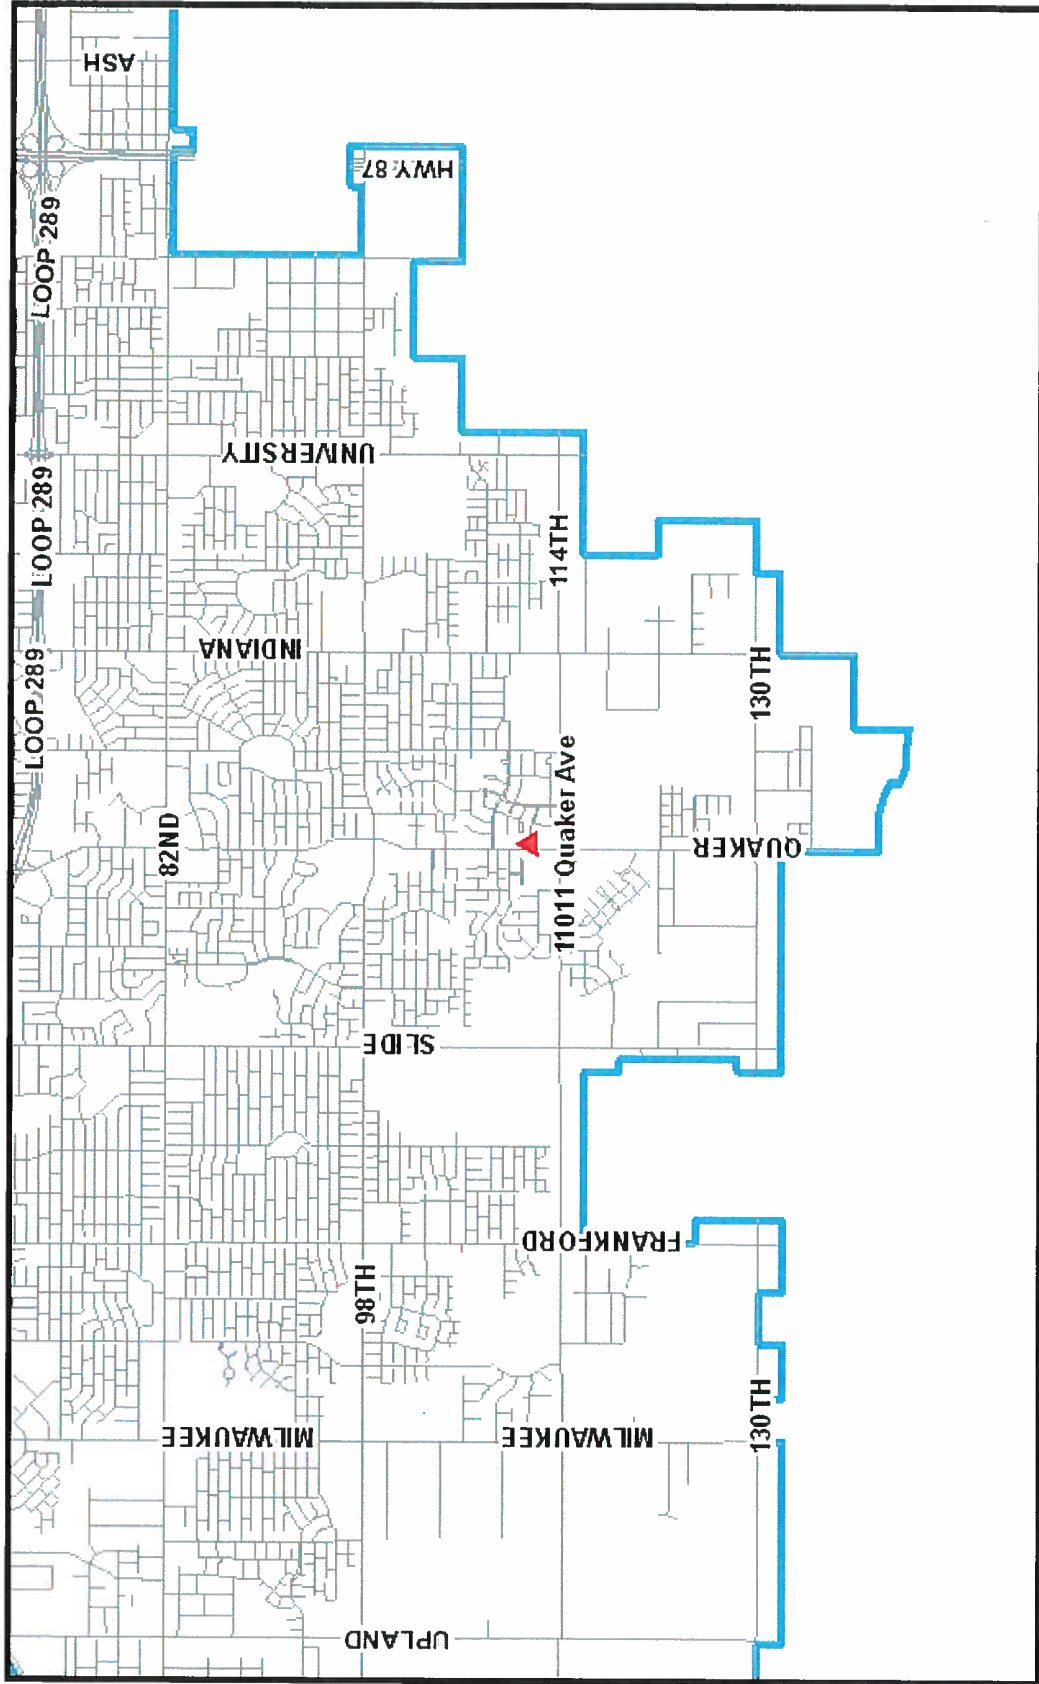 ASH
LOOP 289
HWY 87
LOOP 289
UNIVERSITY
114TH
LOOP 289
INDIANA
130TH
82ND
11011 Quaker Ave
QUAKER
SLIDE
FRANKFORD
98TH
MILWAUKEE
MILWAUKEE
130TH
UPLAND